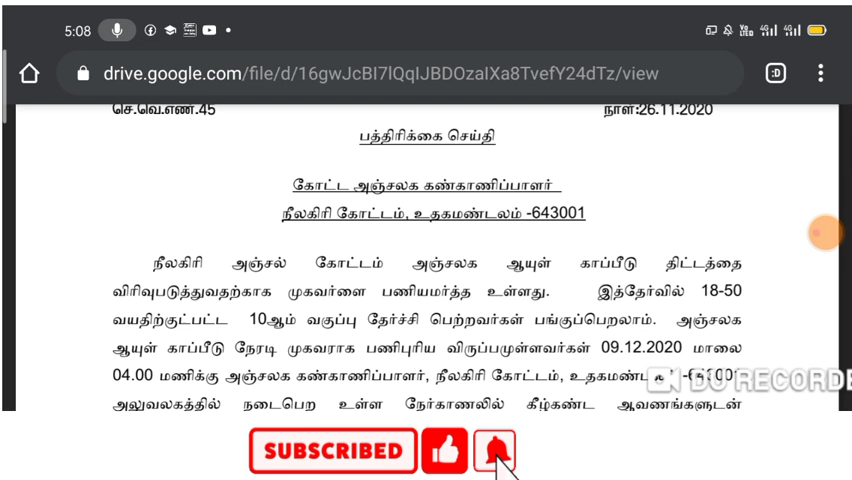 5:08
drive.google.com/file/d/16gwJcBI7lQqIJBDOzaIXa8TvefY24dTz/view
செ.வெ.எண்.45 நாள்:26.11.2020
பத்திரிக்கை செய்தி
கோட்ட அஞ்சலக கண்காணிப்பாளர்
நீலகிரி கோட்டம், உதகமண்டலம் -643001
நீலகிரி அஞ்சல் கோட்டம் அஞ்சலக ஆயுள் காப்பீடு திட்டத்தை
விரிவுபடுத்துவதற்காக முகவர்ளை பணியமர்த்த உள்ளது. இத்தேர்வில் 18-50
வயதிற்குட்பட்ட 10ஆம் வகுப்பு தேர்ச்சி பெற்றவர்கள் பங்குப்பெறலாம். அஞ்சலக
ஆயுள் காப்பீடு நேரடி முகவராக பணிபுரிய விருப்பமுள்ளவர்கள் 09.12.2020 மாலை
04.00 மணிக்கு அஞ்சலக கண்காணிப்பாளர், நீலகிரி கோட்டம், -643001
DU RECORDE
அலுவலகத்தில் நடைபெற உள்ள நேர்காணலில் கீழ்கண்ட ஆவணங்களுடன்
SUBSCRIBED